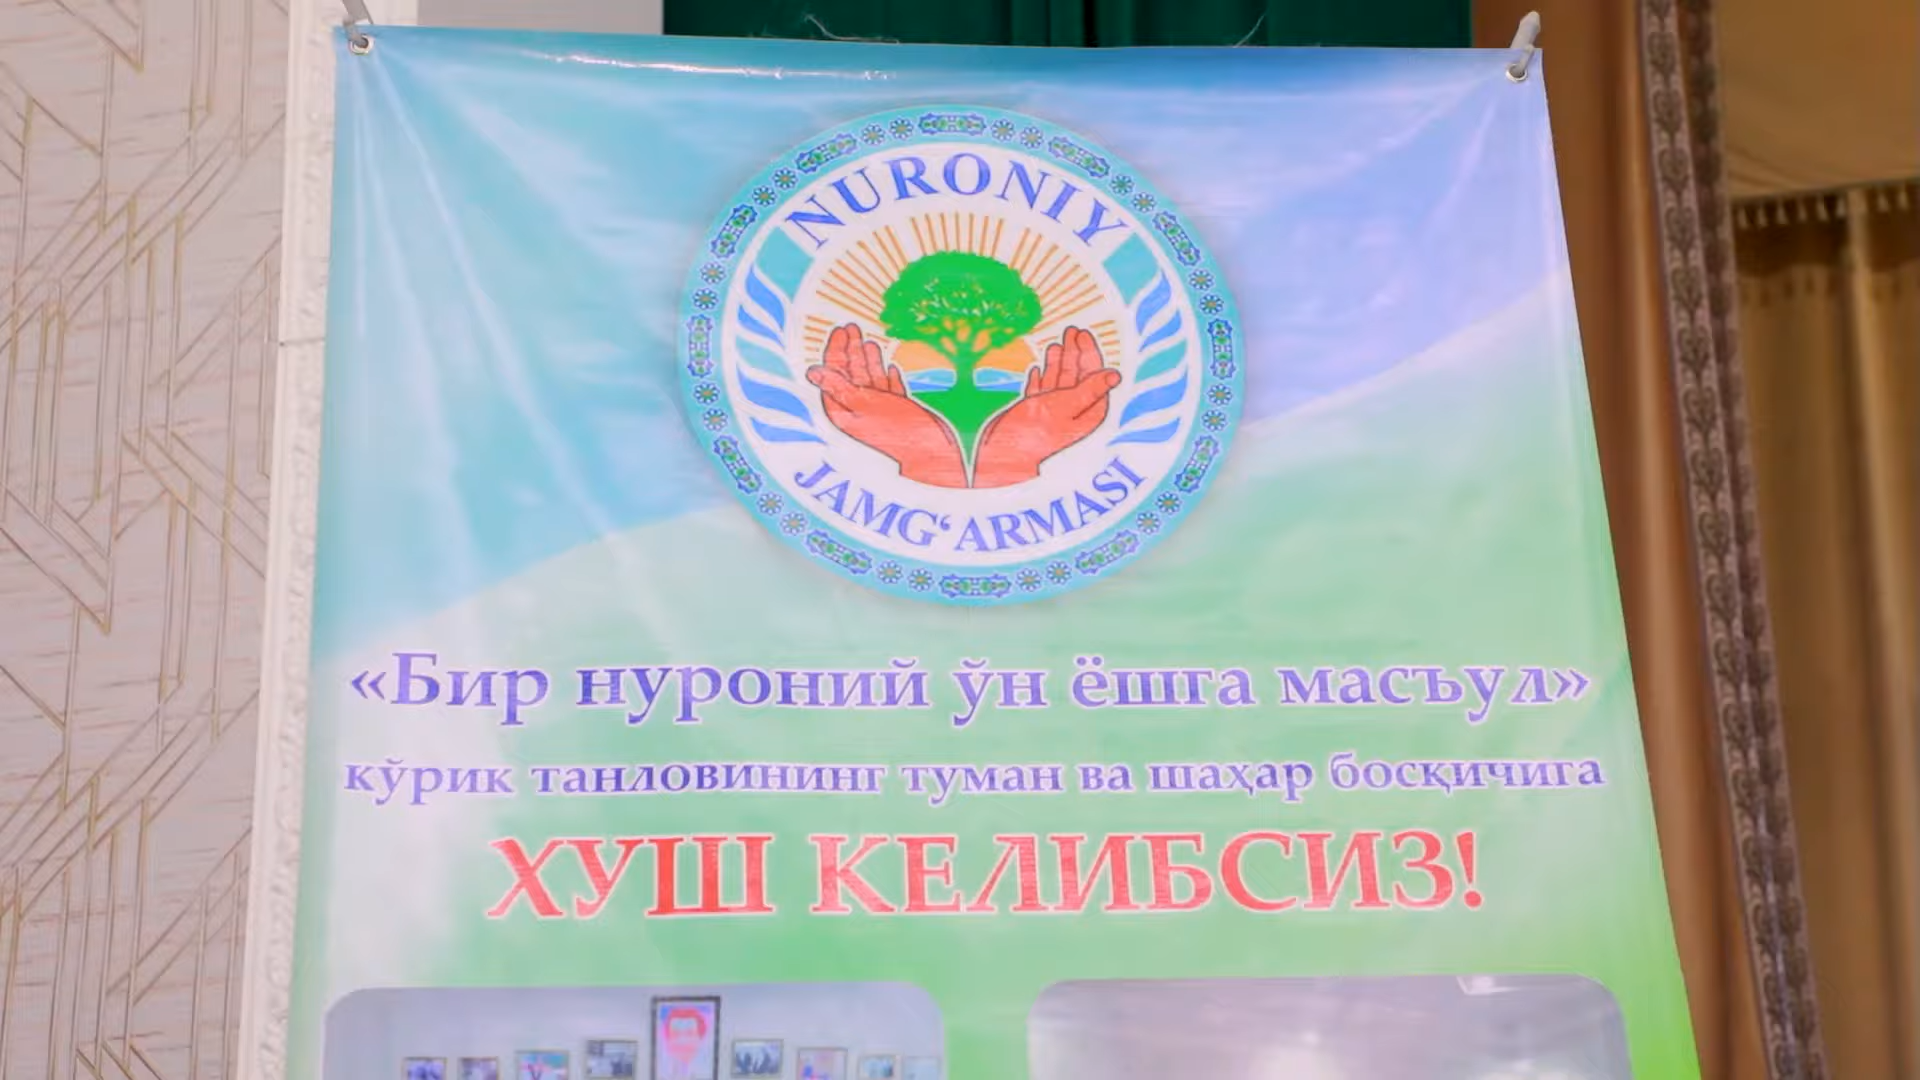 NURONIY
JAMG‘ARMASI
«Бир нуроний ўн ёшга масъул»
кўрик танловининг туман ва шаҳар босқичига
ХУШ КЕЛИБСИЗ!